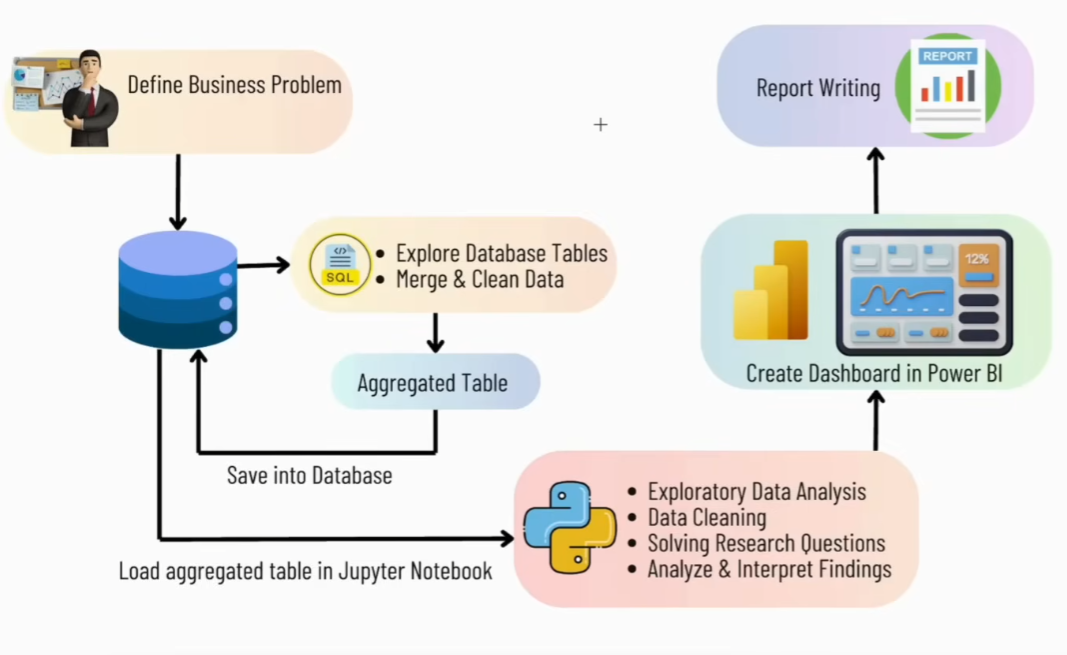 Define Business Problem
REPORT
Report Writing
</>
SQL
• Explore Database Tables
• Merge & Clean Data
12%
Create Dashboard in Power BI
Aggregated Table
Save into Database
• Exploratory Data Analysis
• Data Cleaning
• Solving Research Questions
• Analyze & Interpret Findings
Load aggregated table in Jupyter Notebook